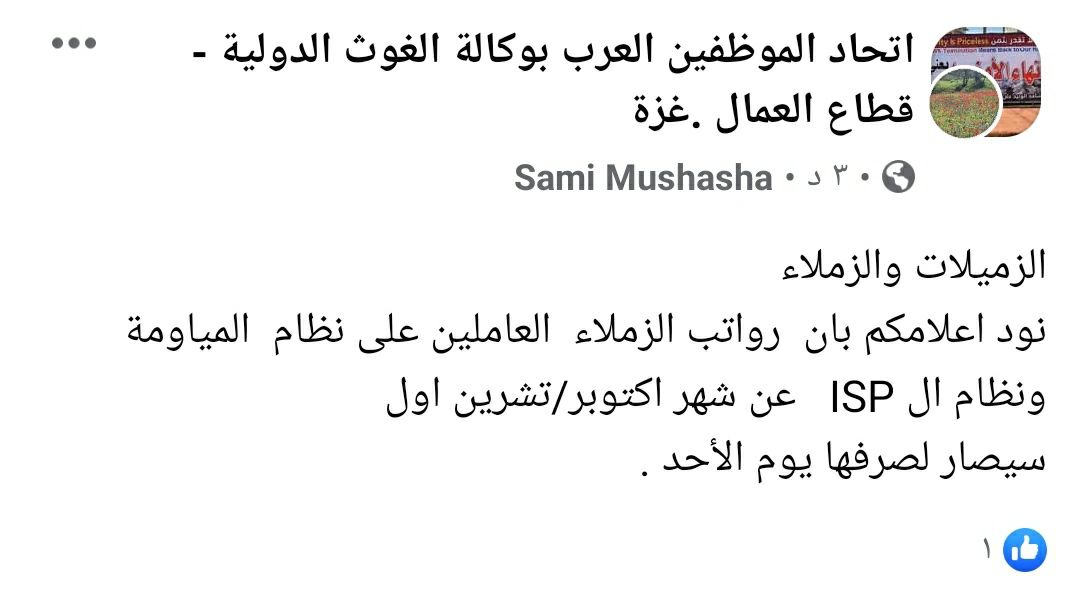 اتحاد الموظفين العرب بوكالة الغوث الدولية -
قطاع العمال .غزة
Sami Mushasha • ٣ د •
الزميلات والزملاء
نود اعلامكم بان رواتب الزملاء العاملين على نظام المياومة
ونظام ال ISP عن شهر اكتوبر/تشرين اول
سيصار لصرفها يوم الأحد .
١